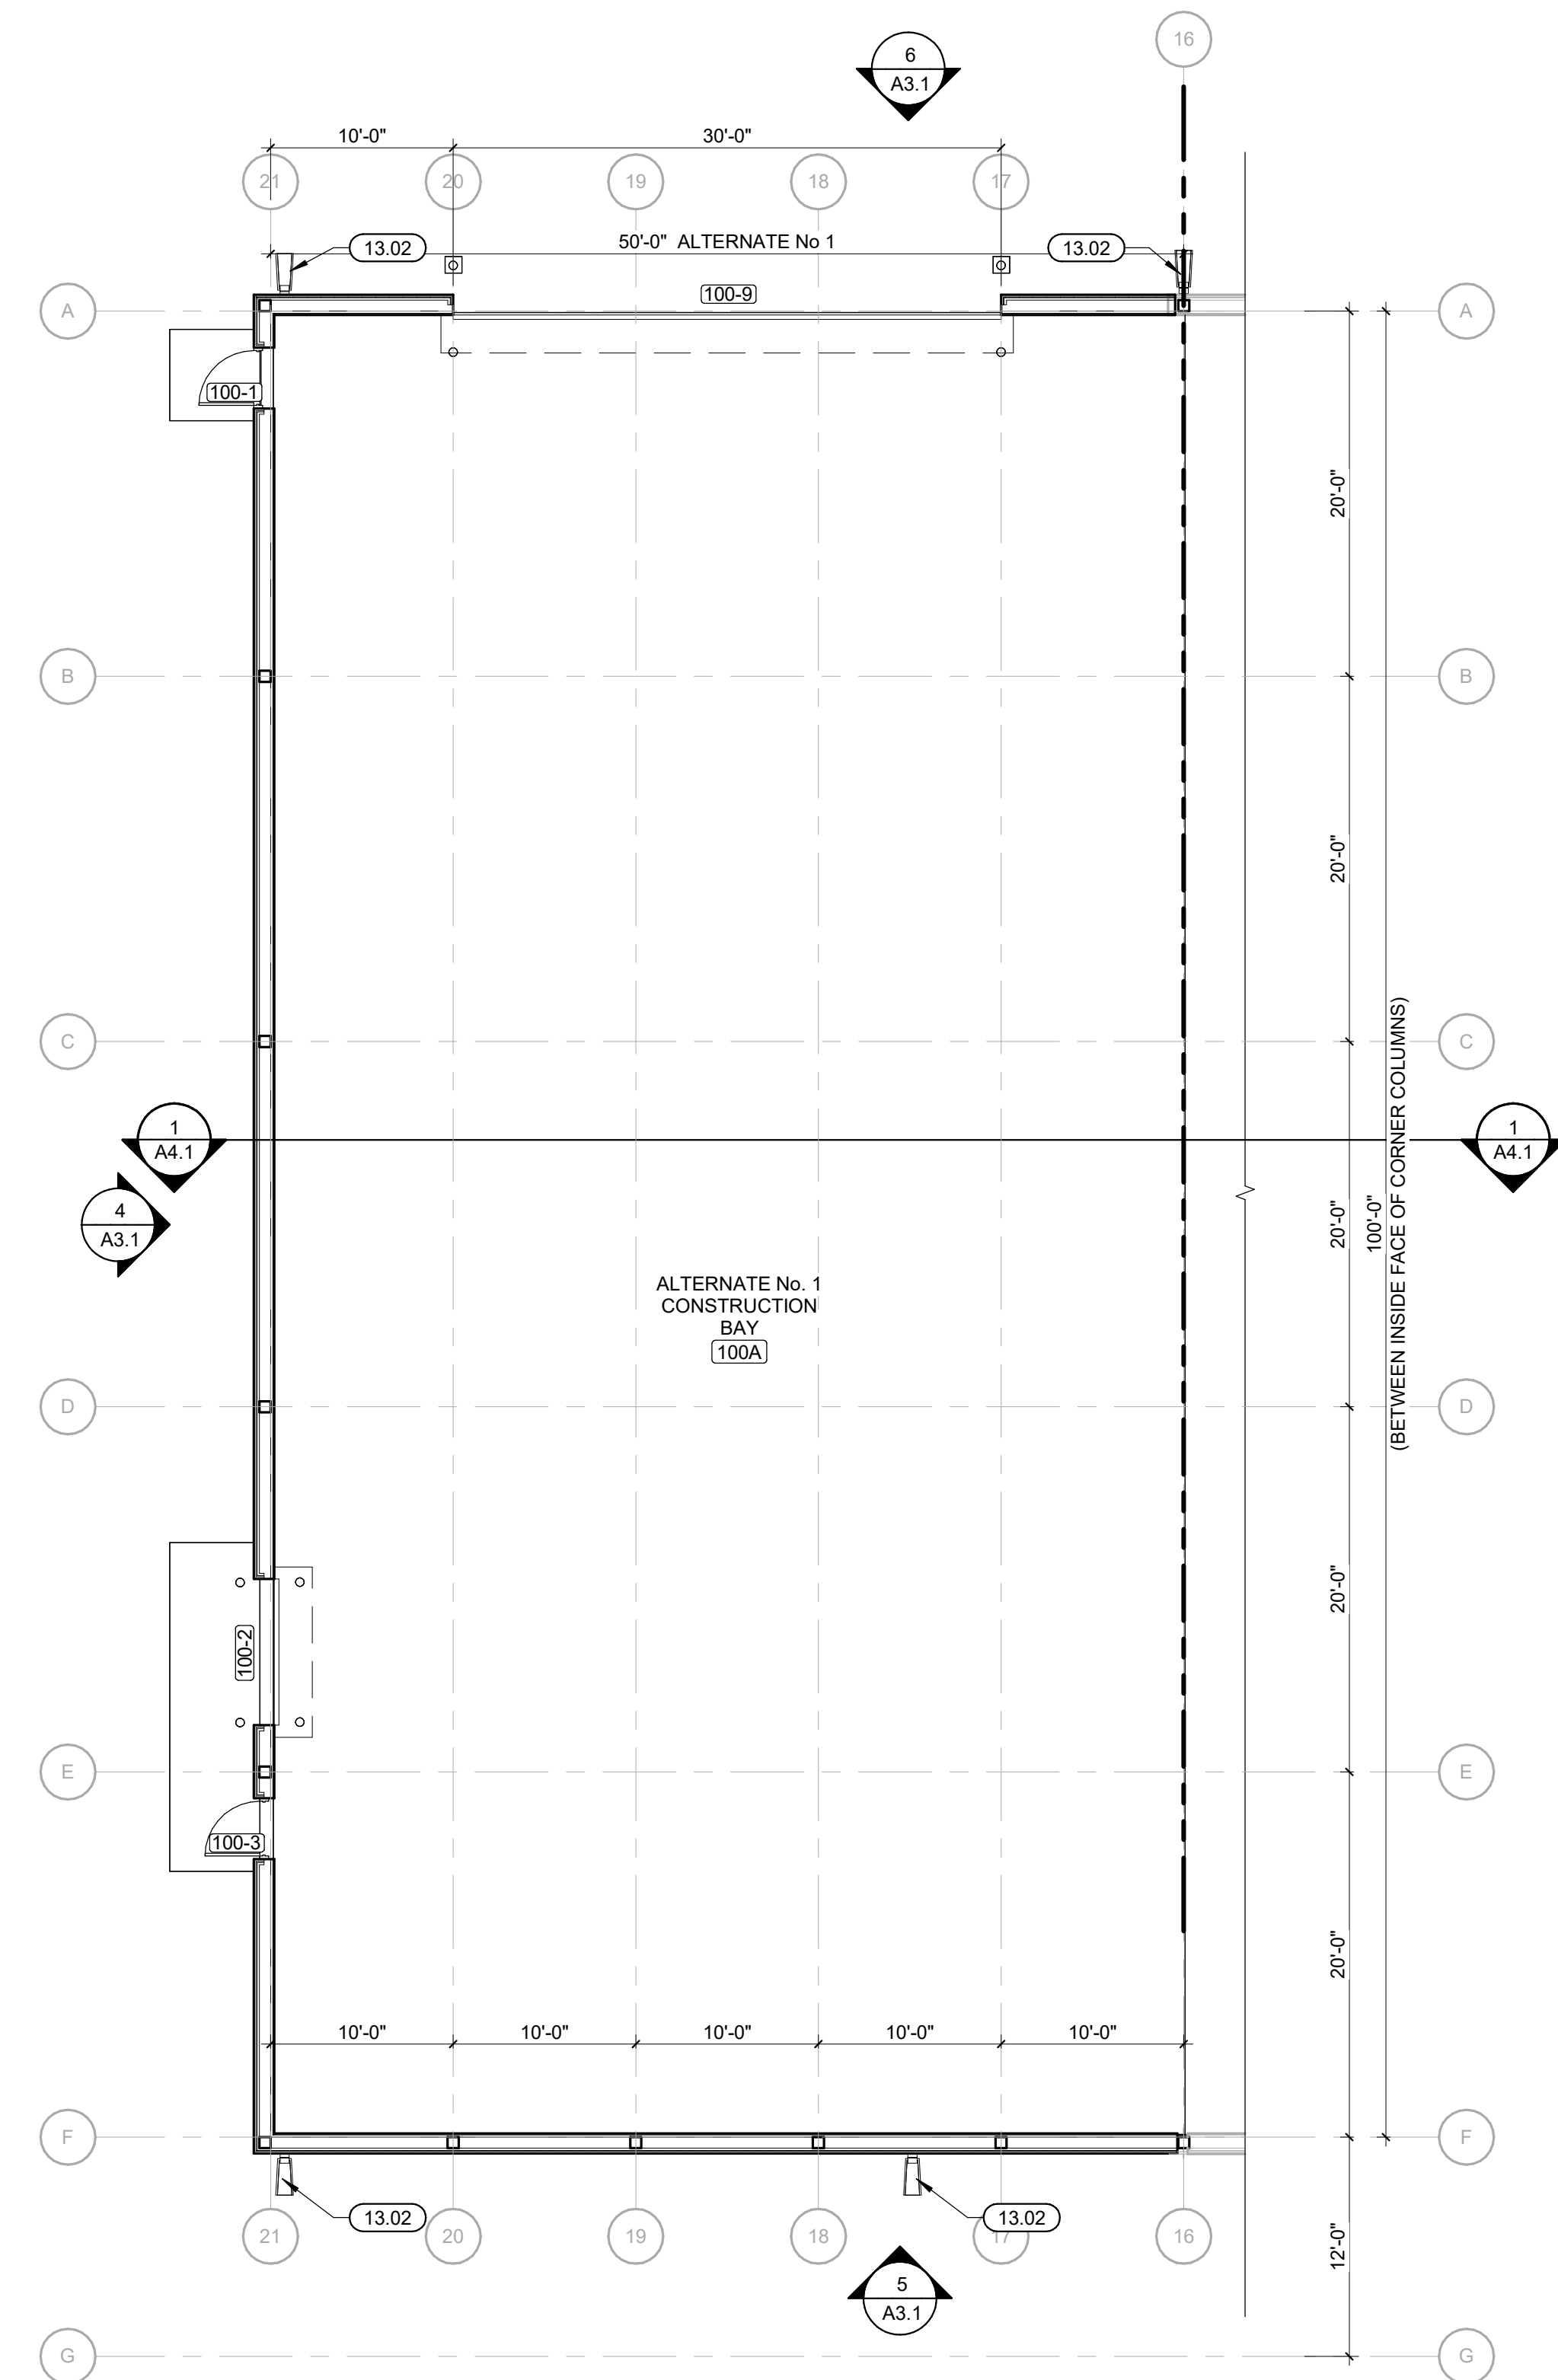 16
6
A3.1
10'-0"
30'-0"
21
20
19
18
17
50'-0" ALTERNATE No 1
13.02
13.02
100-9
A
A
100-1
20'-0"
B
B
20'-0"
C
C
1
A4.1
1
A4.1
4
A3.1
20'-0"
100'-0"
(BETWEEN INSIDE FACE OF CORNER COLUMNS)
ALTERNATE No. 1
CONSTRUCTION
BAY
100A
D
D
20'-0"
100-2
E
E
100-3
20'-0"
10'-0"
10'-0"
10'-0"
10'-0"
10'-0"
F
F
13.02
13.02
21
20
19
18
17
16
12'-0"
5
A3.1
G
G